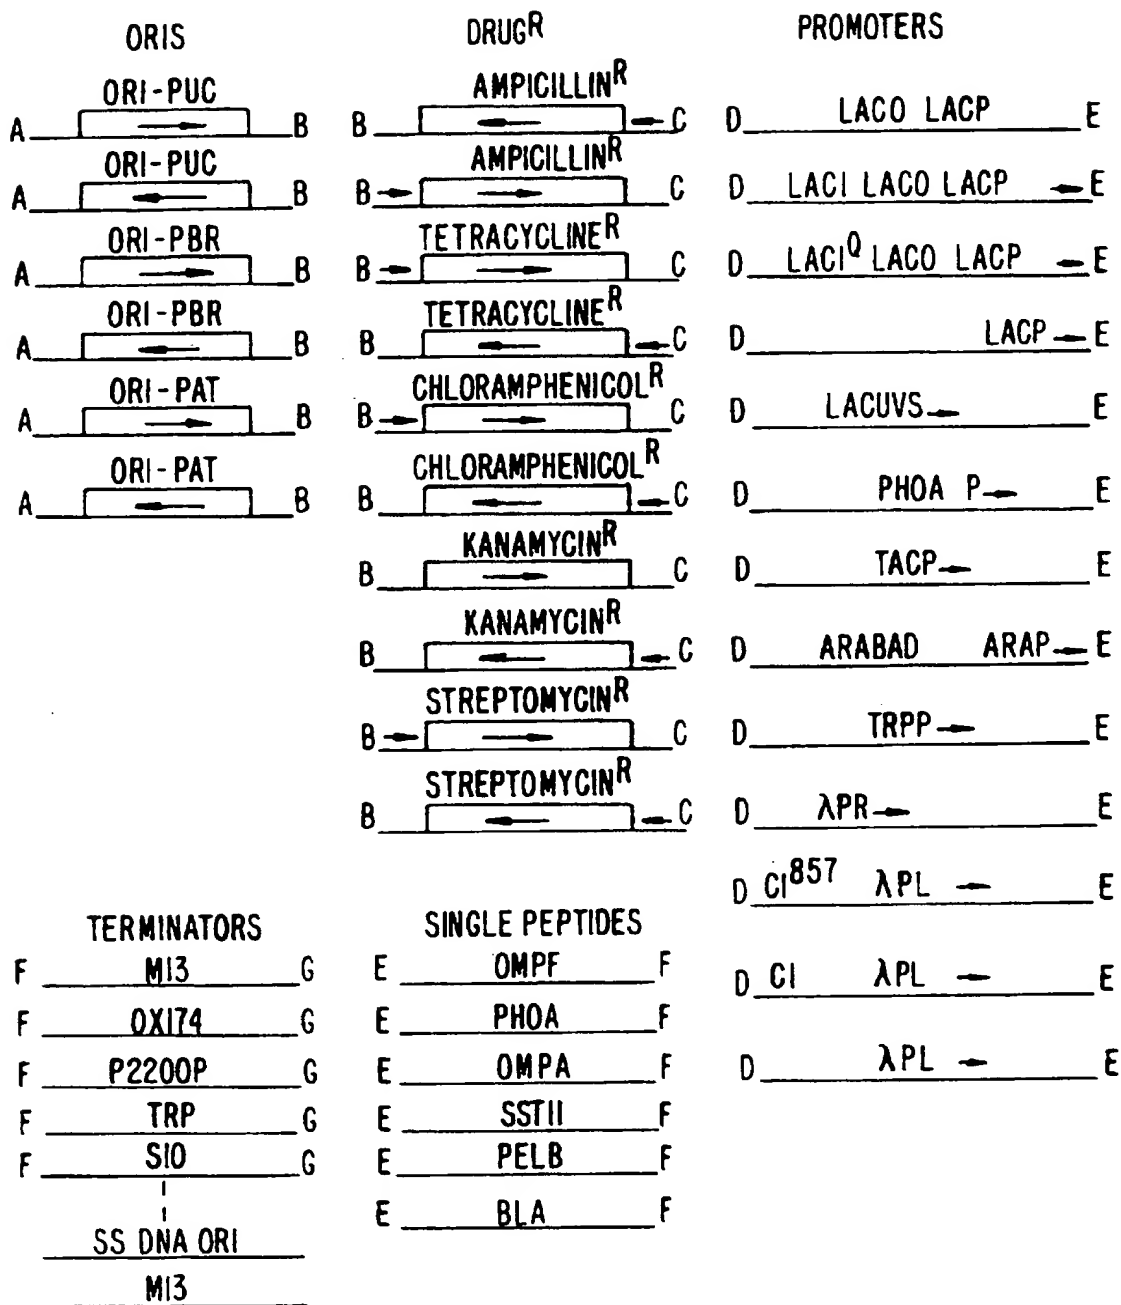 ORIS
ORI-PUC
A B
ORI-PUC
A B
ORI-PBR
A B
ORI-PBR
A B
ORI-PAT
A B
ORI-PAT
A B
DRUGR
AMPICILLINR
B C
AMPICILLINR
B C
TETRACYCLINER
B C
TETRACYCLINER
B C
CHLORAMPHENICOLR
B C
CHLORAMPHENICOLR
B C
KANAMYCINR
B C
KANAMYCINR
B C
STREPTOMYCINR
B C
STREPTOMYCINR
B C
PROMOTERS
D LACO LACP E
D LACI LACO LACP E
D LACIQ LACO LACP E
D LACP E
D LACUVS E
D PHOA P E
D TACP E
D ARABAD ARAP E
D TRPP E
D λPR E
D CI857 λPL E
D CI λPL E
D λPL E
TERMINATORS
F M13 G
F OX174 G
F P2200P G
F TRP G
F S10 G
SS DNA ORI
M13
SINGLE PEPTIDES
E OMPF F
E PHOA F
E OMPA F
E SSTII F
E PELB F
E BLA F